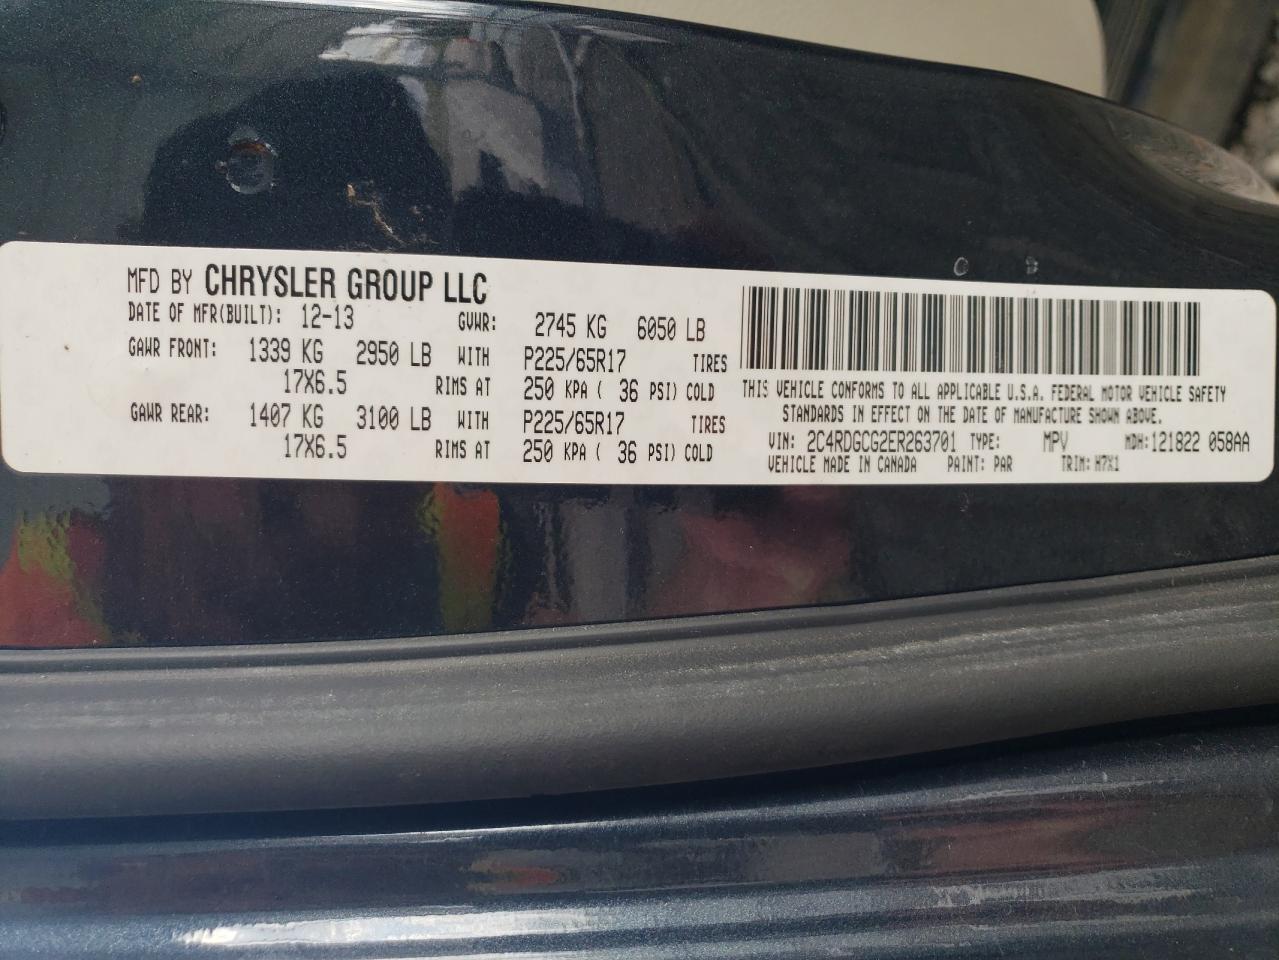 MFD BY CHRYSLER GROUP LLC
DATE OF MFR(BUILT): 12-13 GVWR: 2745 KG 6050 LB
GAWR FRONT: 1339 KG 2950 LB WITH P225/65R17 TIRES
17X6.5 RIMS AT 250 KPA ( 36 PSI) COLD
GAWR REAR: 1407 KG 3100 LB WITH P225/65R17 TIRES
17X6.5 RIMS AT 250 KPA ( 36 PSI) COLD
THIS VEHICLE CONFORMS TO ALL APPLICABLE U.S.A. FEDERAL MOTOR VEHICLE SAFETY
STANDARDS IN EFFECT ON THE DATE OF MANUFACTURE SHOWN ABOVE.
VIN: 2C4RDGCG2ER263701 TYPE: MPV MDH:121822 058AA
VEHICLE MADE IN CANADA PAINT: PAR TRIM: H7X1